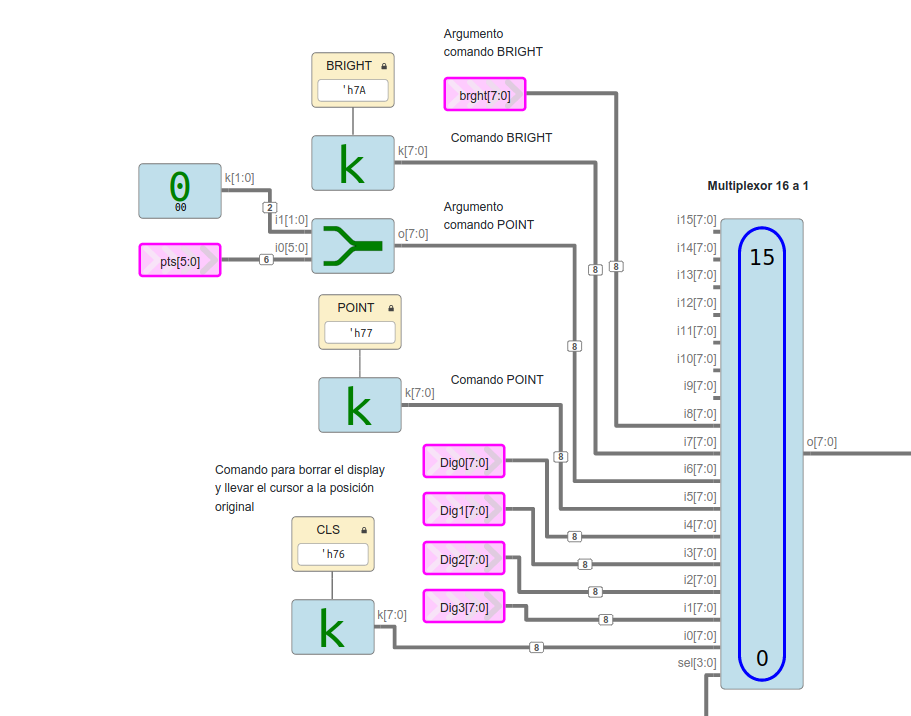 Argumento
comando BRIGHT
BRIGHT
'h7A
brght[7:0]
Comando BRIGHT
k
k[7:0]
Multiplexor 16 a 1
0
00
k[1:0]
2
Argumento
comando POINT
i1[1:0]
i0[5:0]
o[7:0]
pts[5:0]
6
8
8
POINT
'h77
8
k
k[7:0]
Comando POINT
8
Comando para borrar el display
y llevar el cursor a la posición
original
CLS
'h76
k
k[7:0]
8
Dig0[7:0]
8
Dig1[7:0]
8
Dig2[7:0]
8
Dig3[7:0]
8
i15[7:0]
i14[7:0]
i13[7:0]
i12[7:0]
i11[7:0]
i10[7:0]
i9[7:0]
i8[7:0]
i7[7:0]
i6[7:0]
i5[7:0]
i4[7:0]
i3[7:0]
i2[7:0]
i1[7:0]
i0[7:0]
sel[3:0]
15
0
o[7:0]